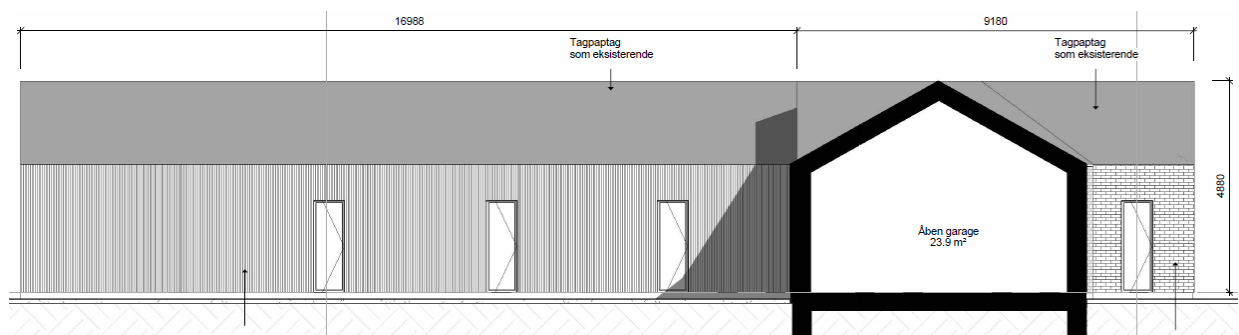 16988
9180
Tagpaptag
som eksisterende
Tagpaptag
som eksisterende
4880
Åben garage
23.9 m²